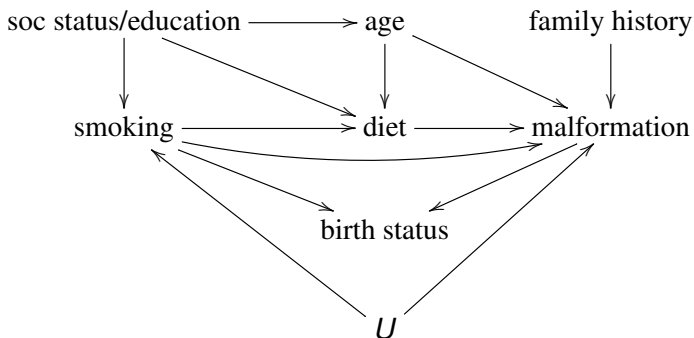 soc status/education age family history
smoking diet malformation
birth status
U